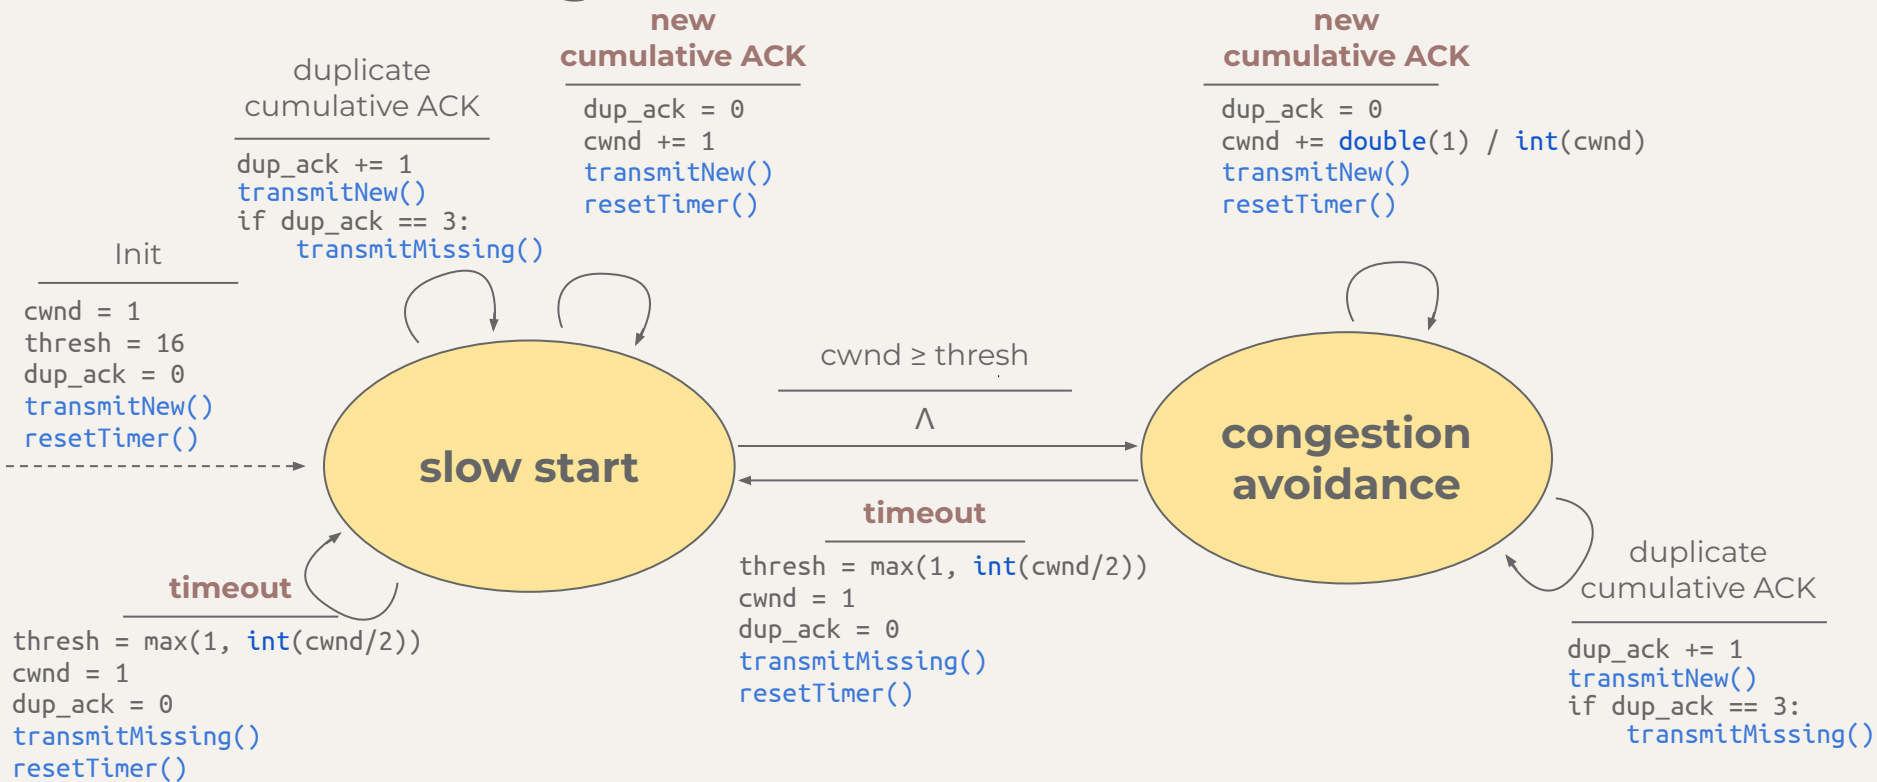 duplicate
cumulative ACK
dup_ack += 1
transmitNew()
if dup_ack == 3:
transmitMissing()
new
cumulative ACK
dup_ack = 0
cwnd += 1
transmitNew()
resetTimer()
new
cumulative ACK
dup_ack = 0
cwnd += double(1) / int(cwnd)
transmitNew()
resetTimer()
Init
cwnd = 1
thresh = 16
dup_ack = 0
transmitNew()
resetTimer()
slow start
cwnd ≥ thresh
Λ
congestion
avoidance
timeout
thresh = max(1, int(cwnd/2))
cwnd = 1
dup_ack = 0
transmitMissing()
resetTimer()
timeout
thresh = max(1, int(cwnd/2))
cwnd = 1
dup_ack = 0
transmitMissing()
resetTimer()
duplicate
cumulative ACK
dup_ack += 1
transmitNew()
if dup_ack == 3:
transmitMissing()